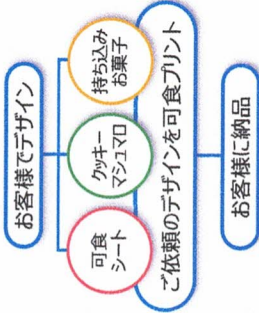 お客様でデザイン
可食
シート
クッキー
マシュマロ
持ち込み
お菓子
ご依頼のデザインを可食プリント
お客様に納品